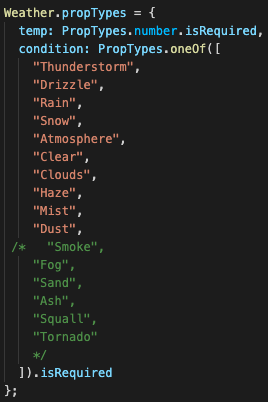 Weather.propTypes = {
  temp: PropTypes.number.isRequired,
  condition: PropTypes.oneOf([
    "Thunderstorm",
    "Drizzle",
    "Rain",
    "Snow",
    "Atmosphere",
    "Clear",
    "Clouds",
    "Haze",
    "Mist",
    "Dust",
 /*   "Smoke",
    "Fog",
    "Sand",
    "Ash",
    "Squall",
    "Tornado"
    */
  ]).isRequired
};